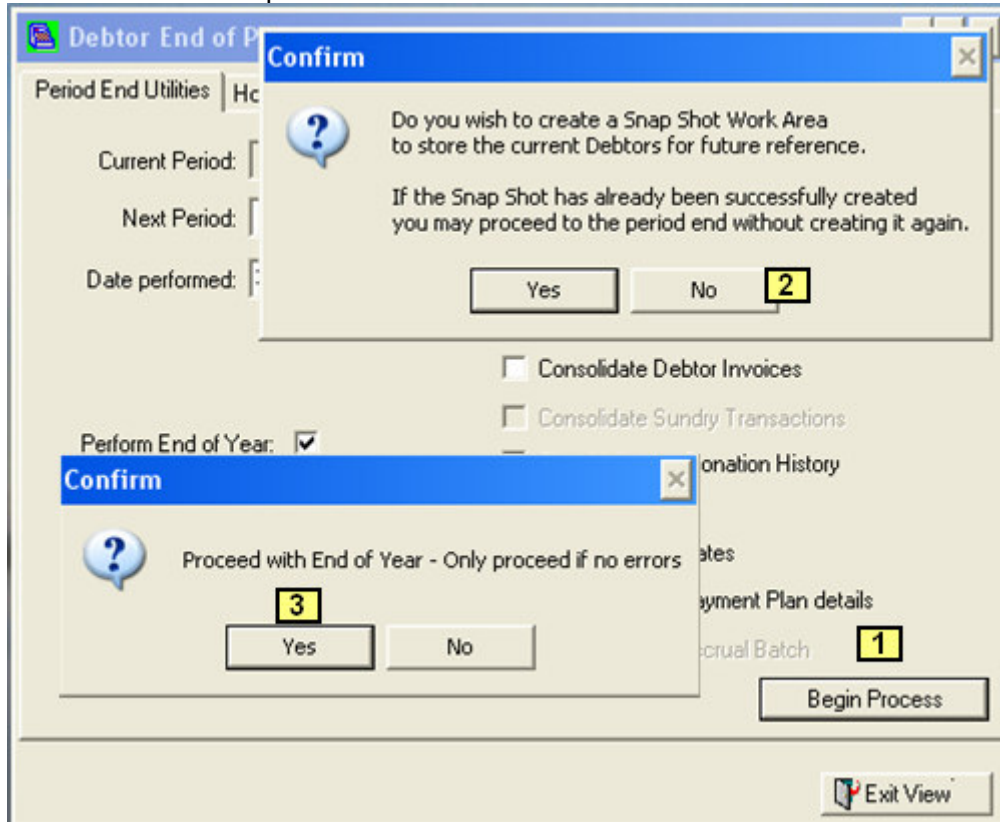 Debtor End of P
Confirm
Period End Utilities
Do you wish to create a Snap Shot Work Area
to store the current Debtors for future reference.
Current Period:
If the Snap Shot has already been successfully created
you may proceed to the period end without creating it again.
Next Period:
Date performed:
Yes No 2
Consolidate Debtor Invoices
Consolidate Sundry Transactions
Perform End of Year:
onation History
Confirm
Proceed with End of Year - Only proceed if no errors
ates
3
yment Plan details
Yes No
crual Batch 1
Begin Process
Exit View